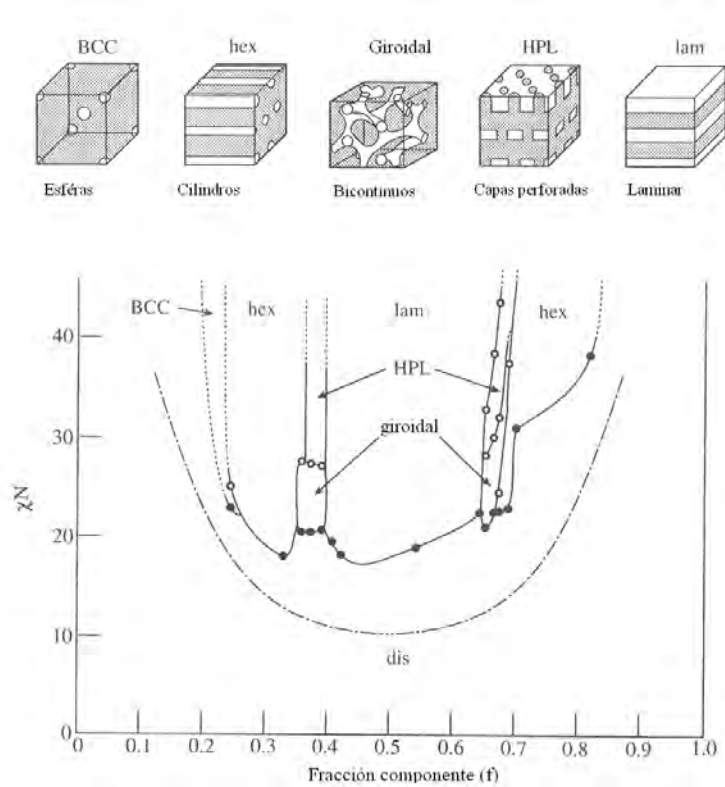 BCC hex Giroidal HPL lam
Esféras Cilindros Bicontinuos Capas perforadas Laminar
BCC hex lam hex
HPL
giroidal
dis
χN
40
30
20
10
0
0 0.1 0.2 0.3 0.4 0.5 0.6 0.7 0.8 0.9 1.0
Fracción componente (f)